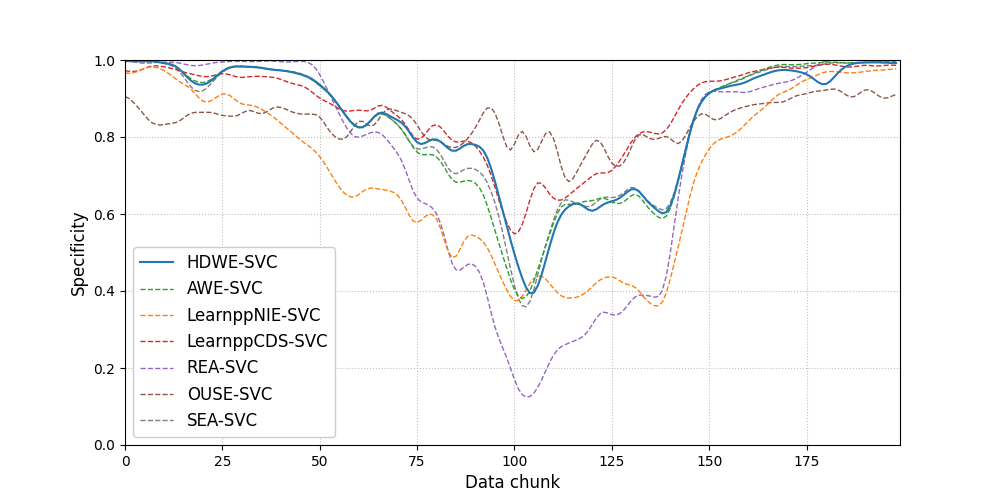 1.0
0.8
0.6
0.4
0.2
0.0
Specificity
HDWE-SVC
AWE-SVC
LearnppNIE-SVC
LearnppCDS-SVC
REA-SVC
OUSE-SVC
SEA-SVC
0 25 50 75 100 125 150 175
Data chunk